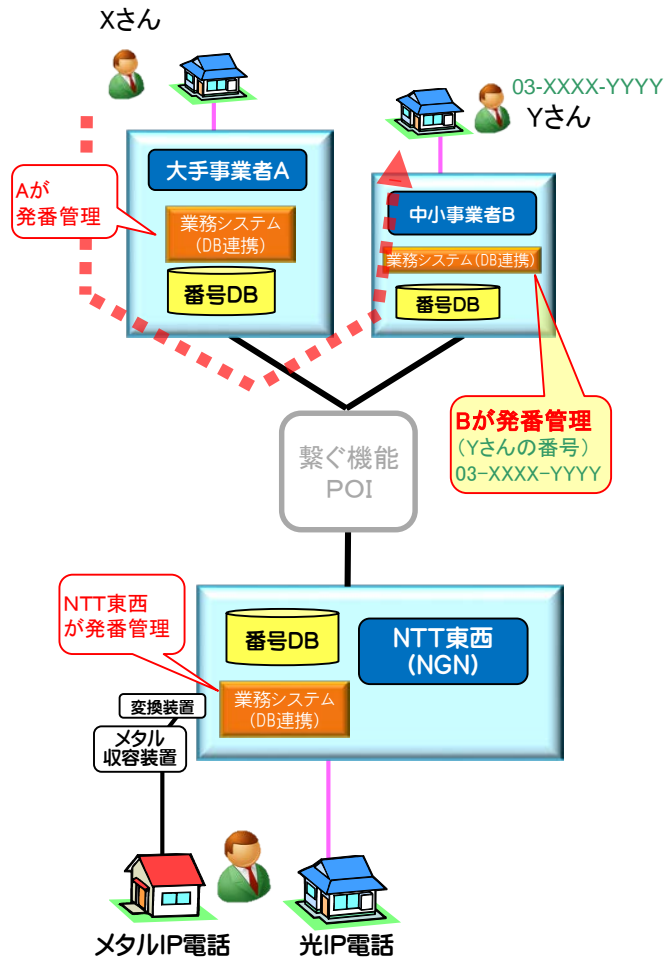 Xさん
03-XXXX-YYYY
Yさん
大手事業者A
Aが
発番管理
業務システム
(DB連携)
番号DB
中小事業者B
業務システム(DB連携)
番号DB
Bが発番管理
(Yさんの番号)
03-XXXX-YYYY
繋ぐ機能
POI
NTT東西
が発番管理
番号DB
NTT東西
(NGN)
業務システム
(DB連携)
変換装置
メタル
収容装置
メタルIP電話
光IP電話